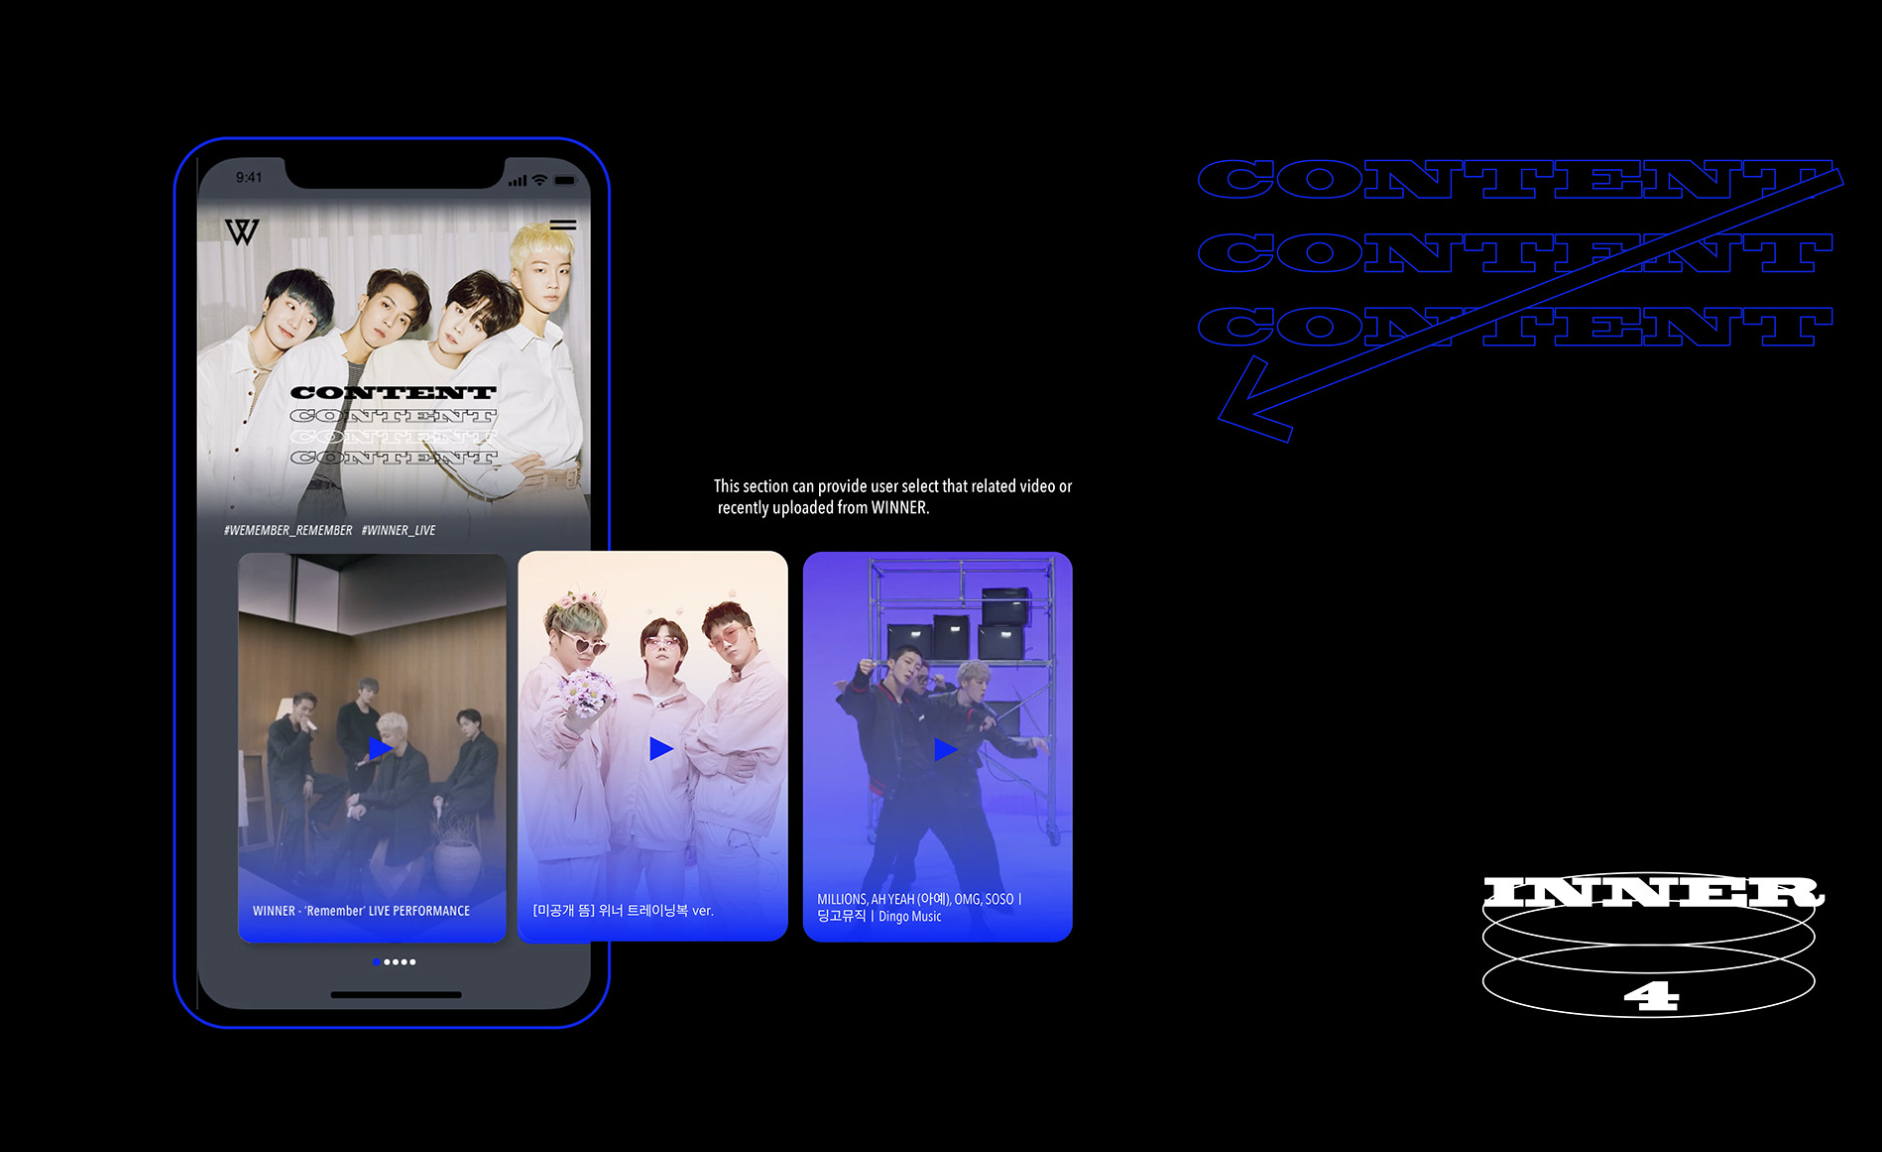 9:41
W
CONTENT
CONTENT
CONTENT
CONTENT
#WEMEMBER_REMEMBER #WINNER_LIVE
This section can provide user select that related video or
recently uploaded from WINNER.
WINNER - 'Remember' LIVE PERFORMANCE
[미공개 뜸] 위너 트레이닝복 ver.
MILLIONS, AH YEAH (아예), OMG, SOSO |
딩고뮤직 | Dingo Music
CONTENT
CONTENT
CONTENT
INNER
4